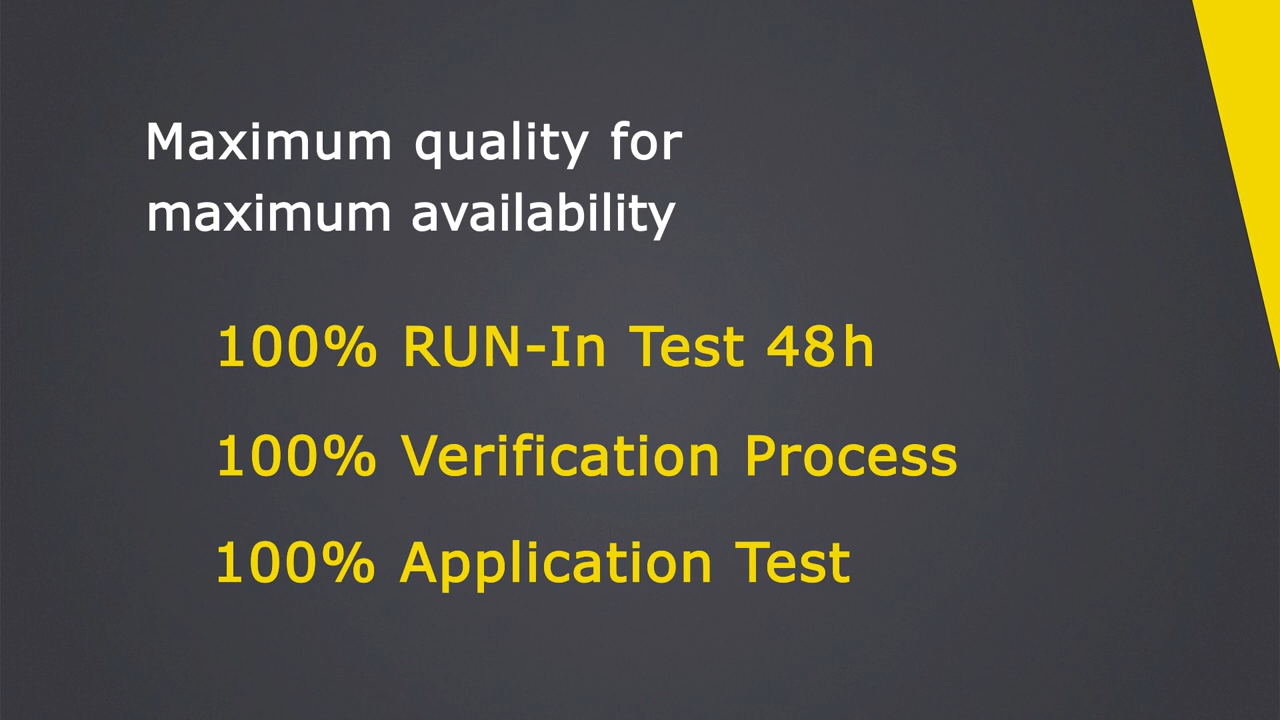 Maximum quality for
maximum availability
100% RUN-In Test 48h
100% Verification Process
100% Application Test